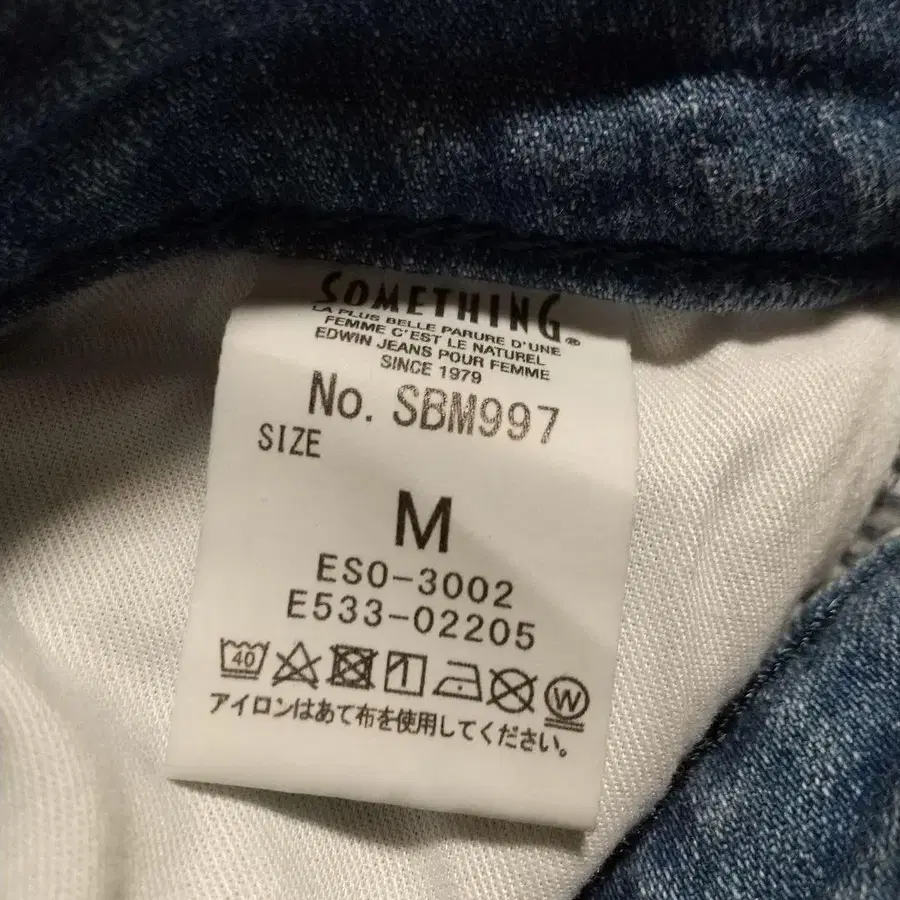 SOMETHING®
LA PLUS BELLE PARURE D'UNE
FEMME C'EST LE NATUREL
EDWIN JEANS POUR FEMME
SINCE 1979
No. SBM997
SIZE
M
ES0-3002
E533-02205
40 W
アイロンはあて布を使用してください。